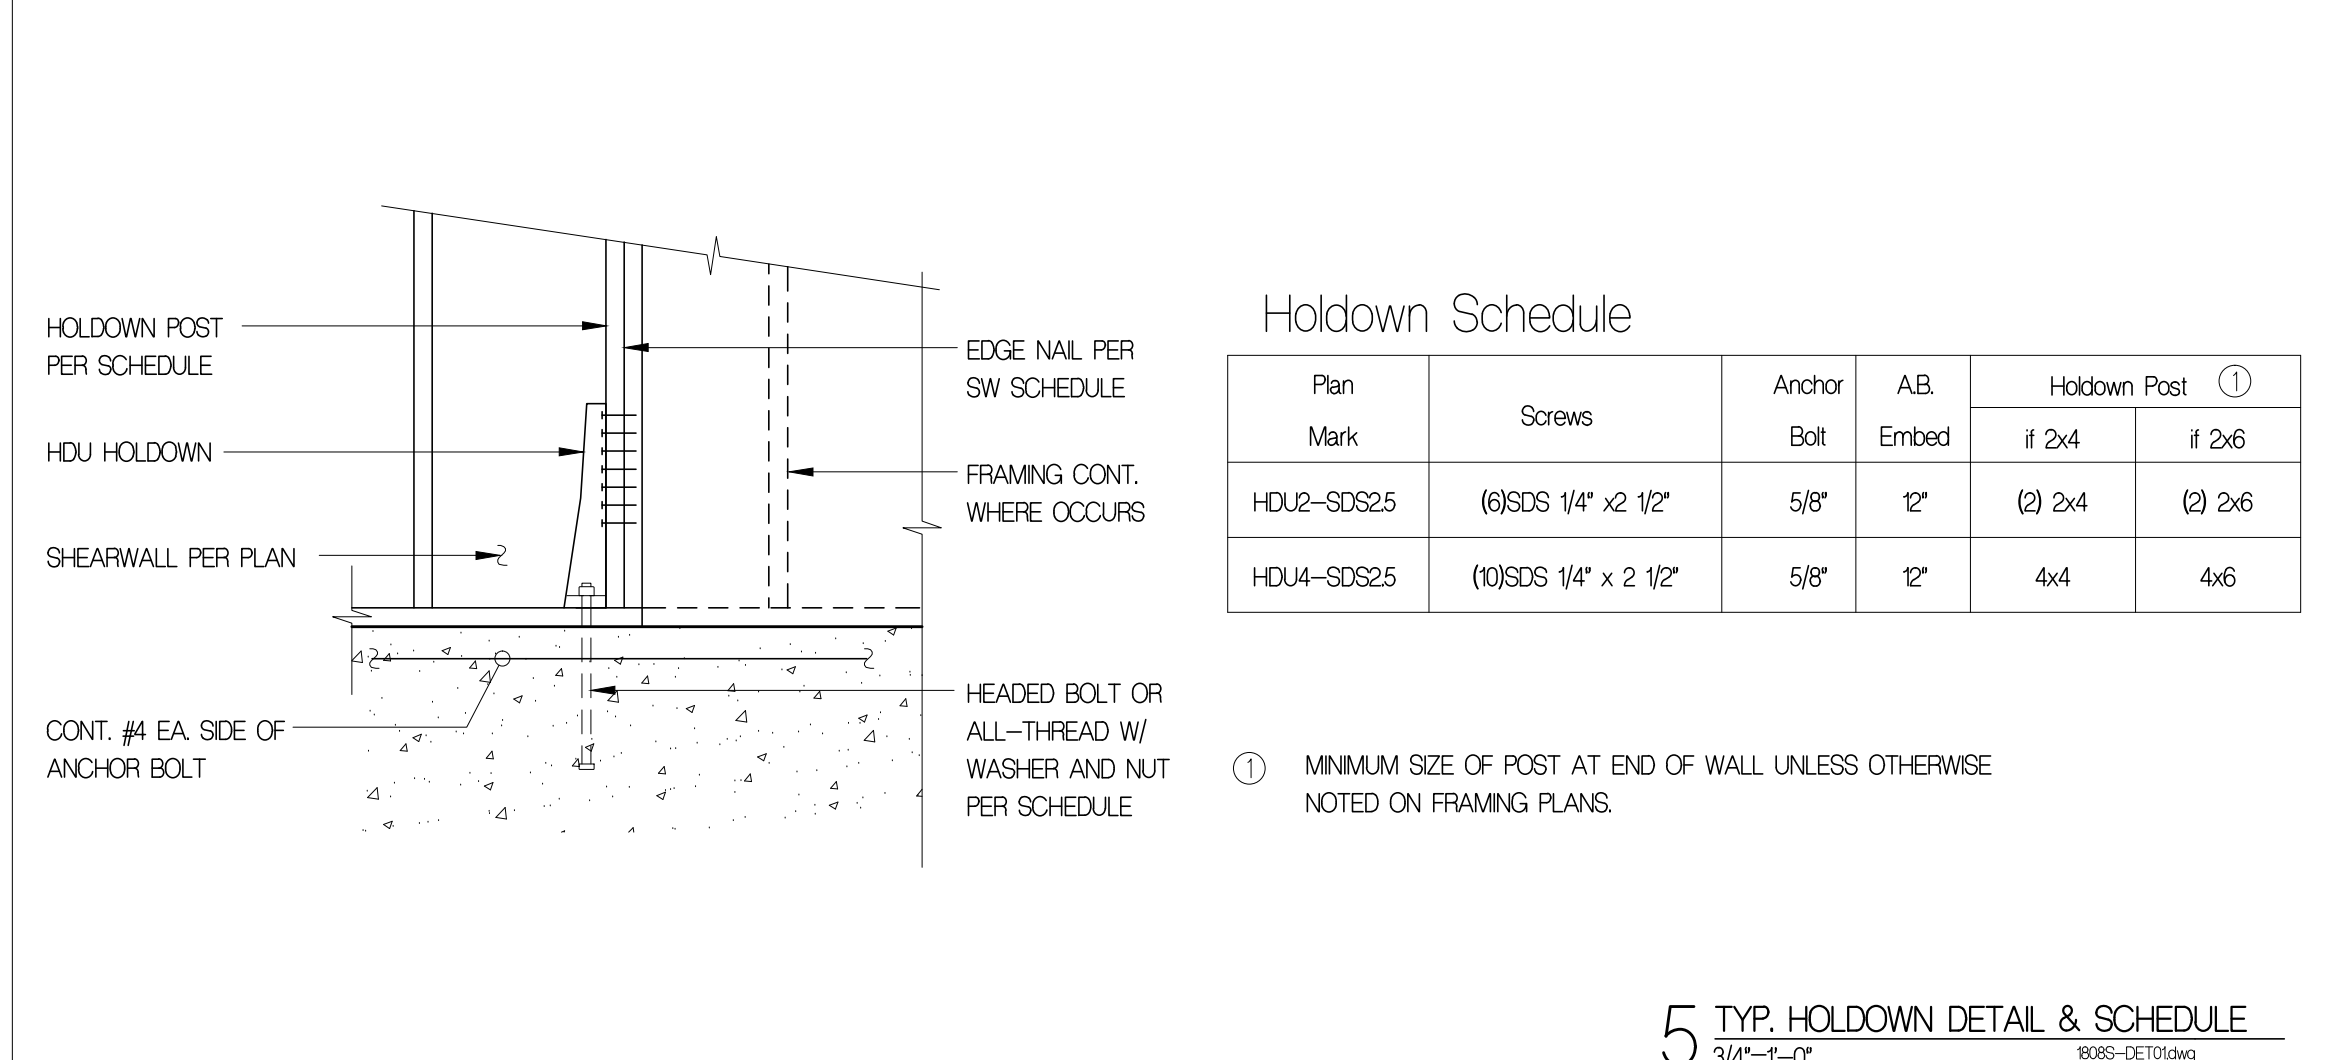 HOLDOWN POST
PER SCHEDULE
HDU HOLDOWN
SHEARWALL PER PLAN
CONT. #4 EA. SIDE OF
ANCHOR BOLT
EDGE NAIL PER
SW SCHEDULE
FRAMING CONT.
WHERE OCCURS
HEADED BOLT OR
ALL-THREAD W/
WASHER AND NUT
PER SCHEDULE
Holdown Schedule
Plan Mark Screws Anchor Bolt A.B. Embed Holdown Post 1
if 2x4 if 2x6
HDU2-SDS2.5 (6)SDS 1/4" x2 1/2" 5/8" 12" (2) 2x4 (2) 2x6
HDU4-SDS2.5 (10)SDS 1/4" x 2 1/2" 5/8" 12" 4x4 4x6
1 MINIMUM SIZE OF POST AT END OF WALL UNLESS OTHERWISE
NOTED ON FRAMING PLANS.
5 TYP. HOLDOWN DETAIL & SCHEDULE
3/4"=1'-0" 1808S-DET01.dwg